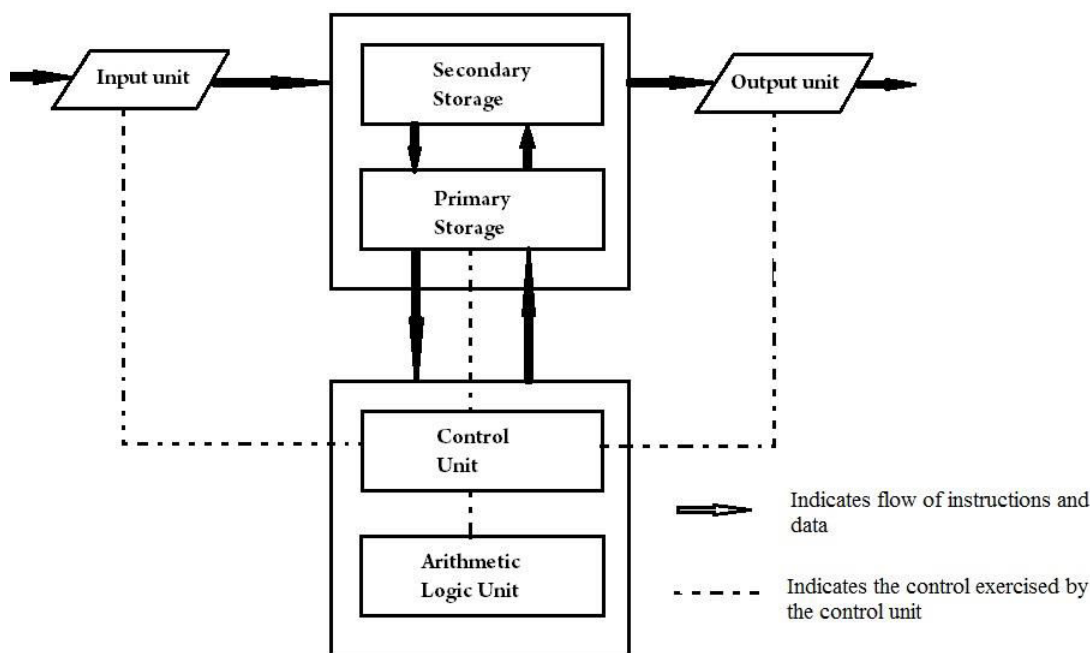 Input unit
Secondary
Storage
Output unit
Primary
Storage
Control
Unit
Arithmetic
Logic Unit
Indicates flow of instructions and
data
Indicates the control exercised by
the control unit